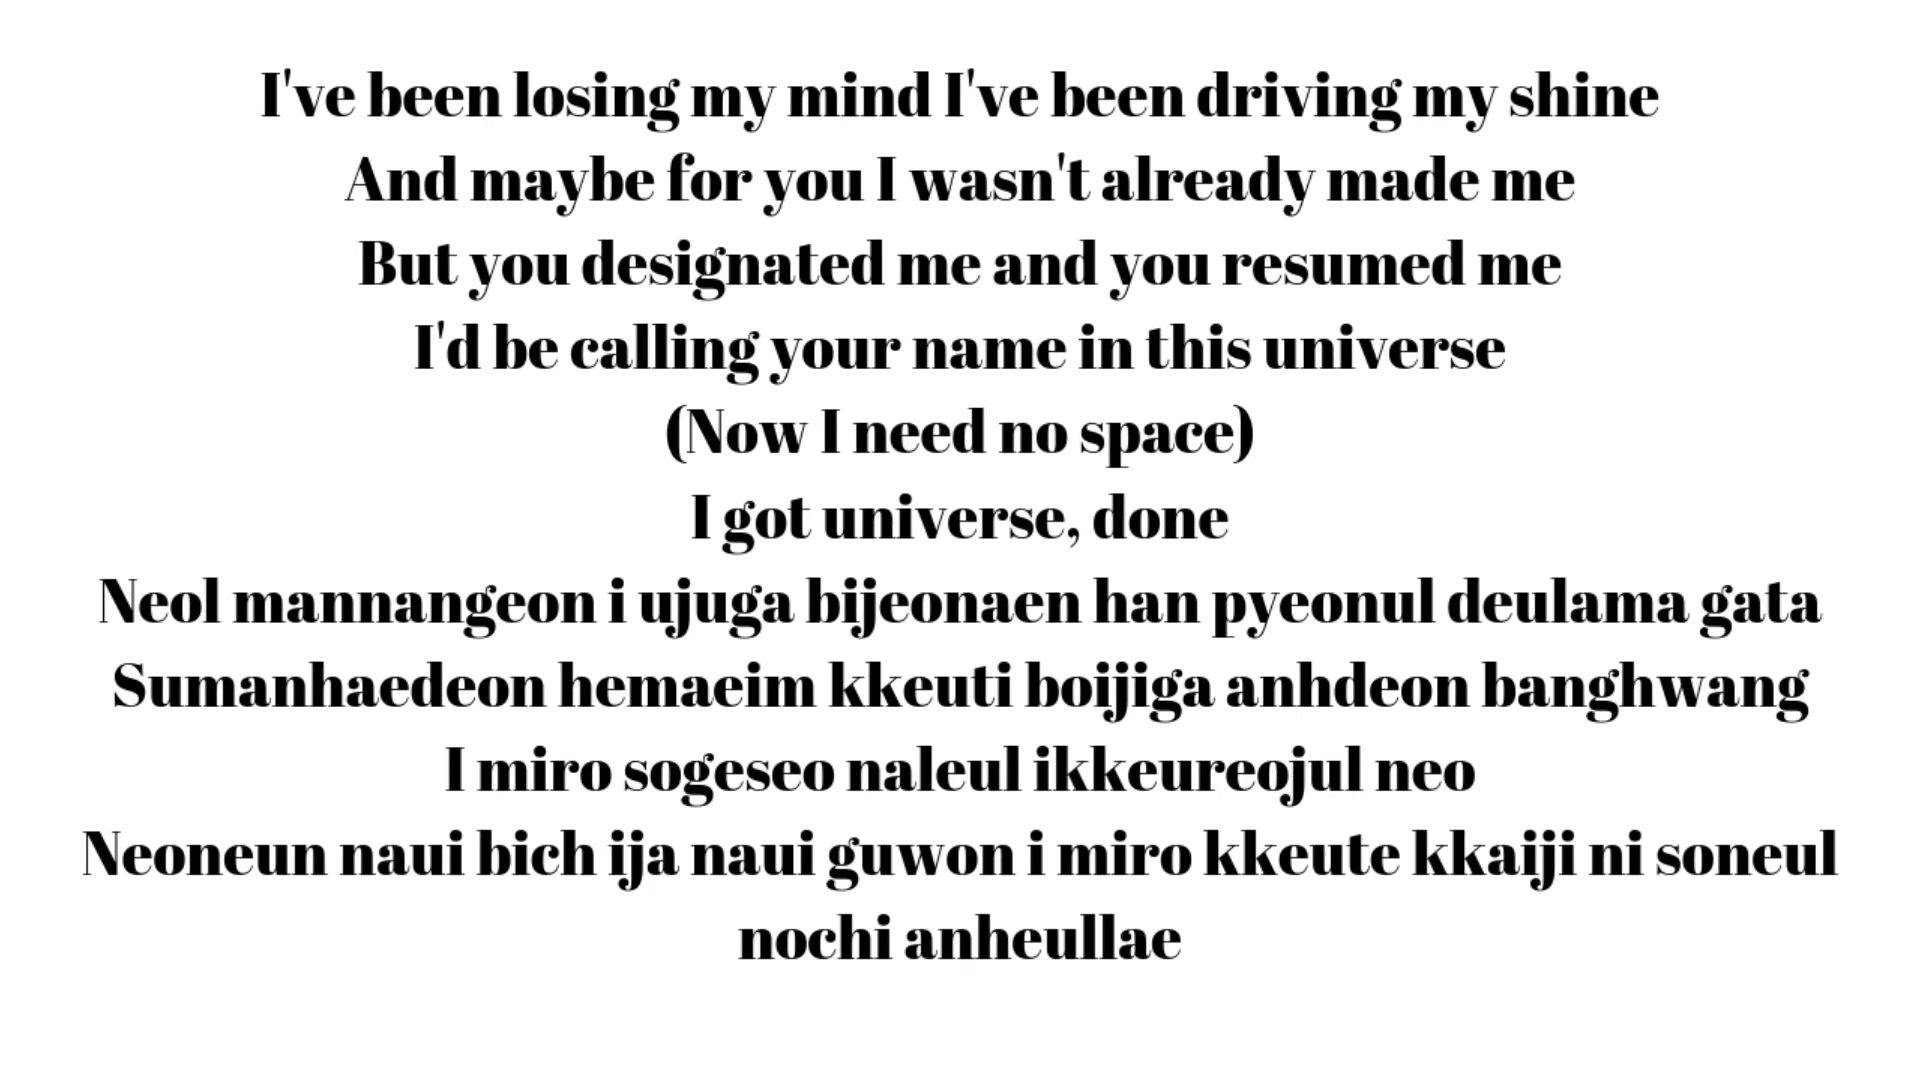 I've been losing my mind I've been driving my shine
And maybe for you I wasn't already made me
But you designated me and you resumed me
I'd be calling your name in this universe
(Now I need no space)
I got universe, done
Neol mannangeon i ujuga bijeonaen han pyeonul deulama gata
Sumanhaedeon hemaeim kkeuti boijiga anhdeon banghwang
I miro sogeseo naleul ikkeureojul neo
Neoneun naui bich ija naui guwon i miro kkeute kkaiji ni soneul
nochi anheullae